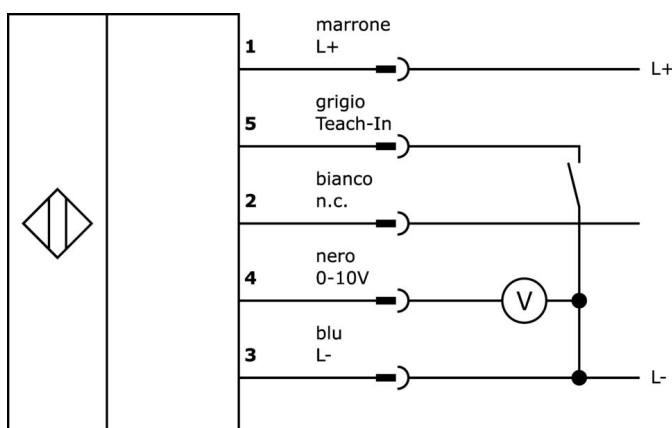 marrone
1 L+
L+
grigio
5 Teach-In
bianco
2 n.c.
nero
4 0-10V
V
blu
3 L-
L-